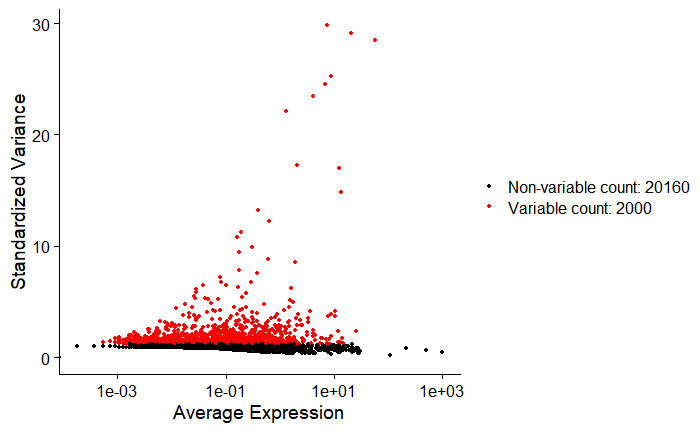 30
20
10
0
Standardized Variance
1e-03 1e-01 1e+01 1e+03
Average Expression
Non-variable count: 20160
Variable count: 2000